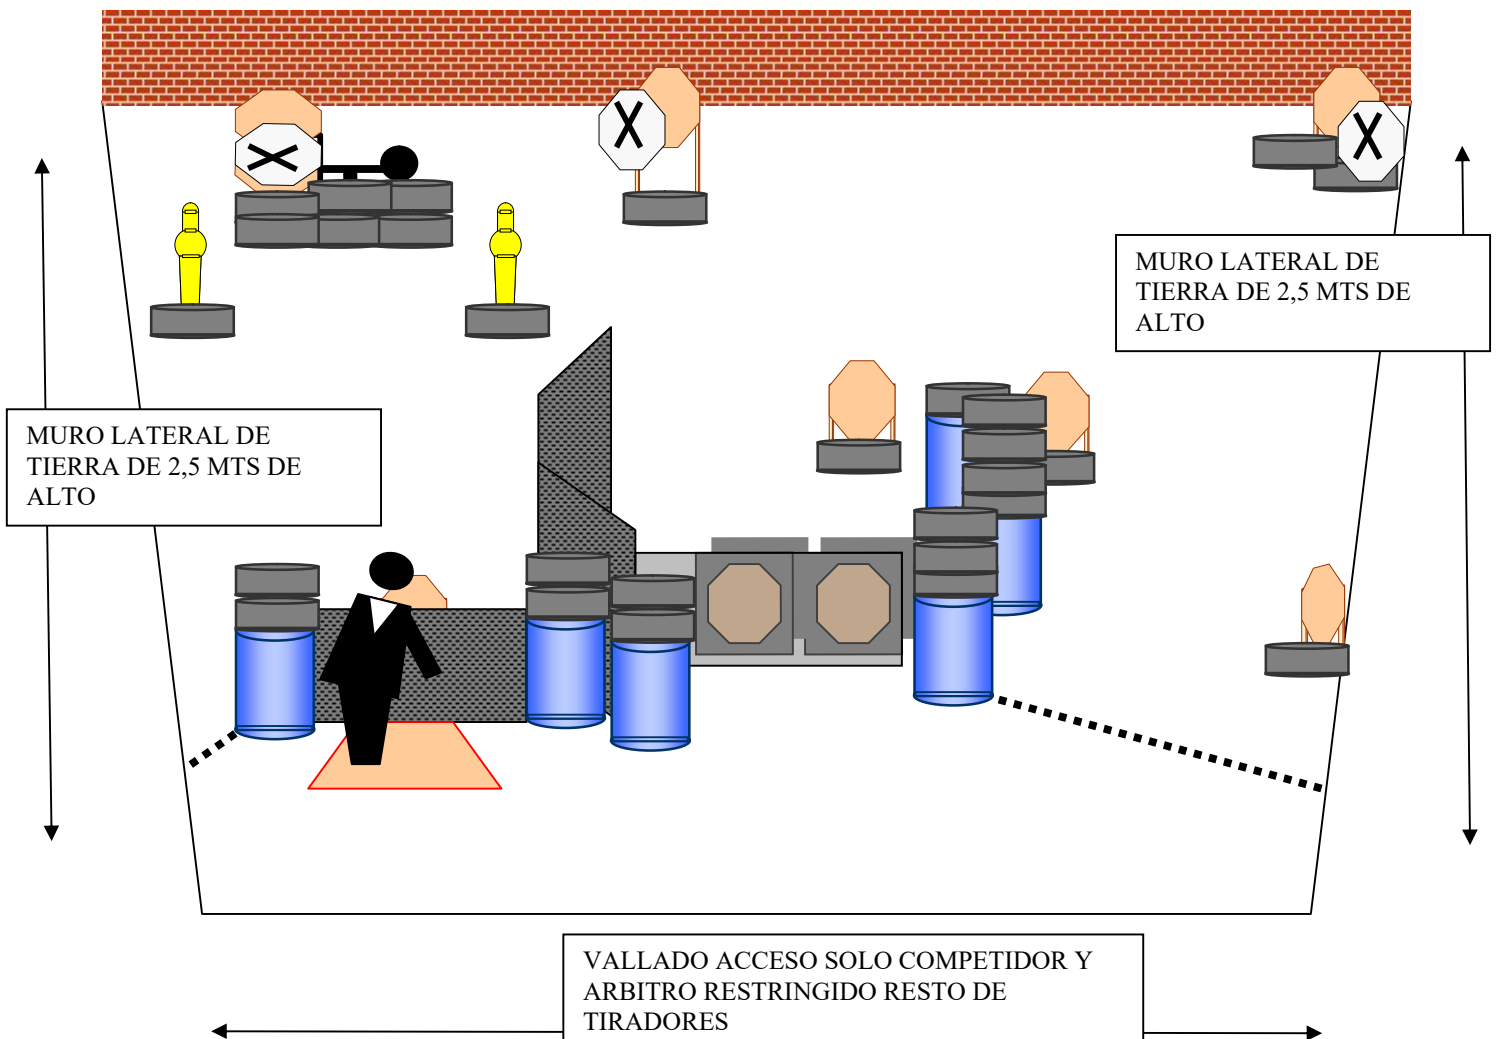 MURO LATERAL DE
TIERRA DE 2,5 MTS DE
ALTO
MURO LATERAL DE
TIERRA DE 2,5 MTS DE
ALTO
VALLADO ACCESO SOLO COMPETIDOR Y
ARBITRO RESTRINGIDO RESTO DE
TIRADORES